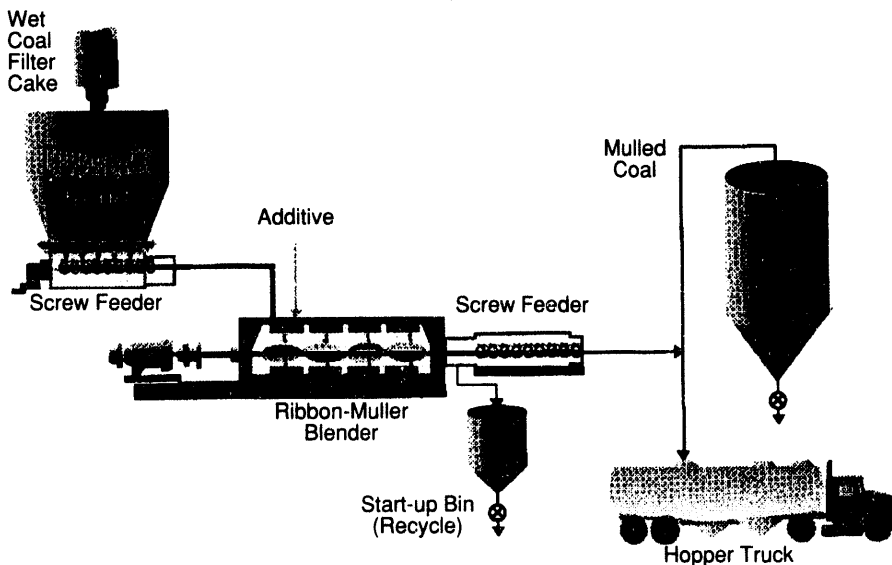 Wet
Coal
Filter
Cake
Screw Feeder
Additive
Ribbon-Muller
Blender
Screw Feeder
Start-up Bin
(Recycle)
Mulled
Coal
Hopper Truck